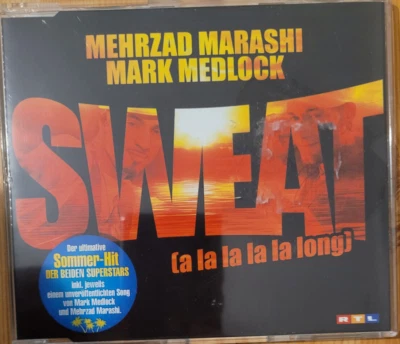 MEHRZAD MARASHI
MARK MEDLOCK
SWEAT
(a la la la la long)
Der ultimative
Sommer-Hit
DER BEIDEN SUPERSTARS
inkl. jeweils
einem unveröffentlichten Song
von Mark Medlock
und Mehrzad Marashi.
RTL